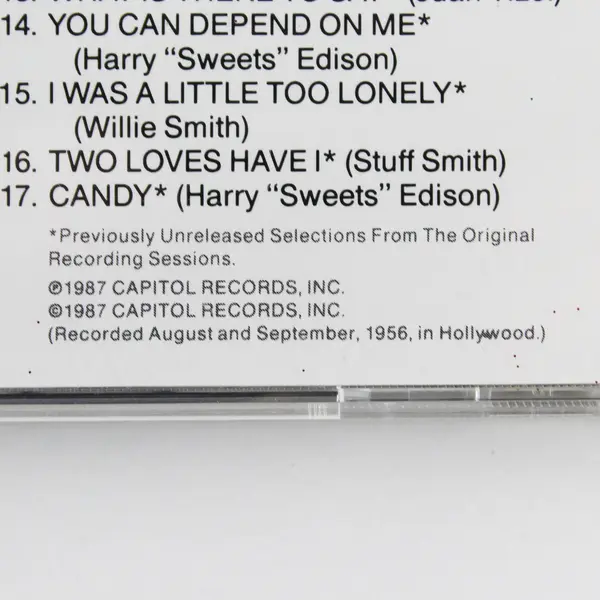 14. YOU CAN DEPEND ON ME*
(Harry “Sweets” Edison)
15. I WAS A LITTLE TOO LONELY*
(Willie Smith)
16. TWO LOVES HAVE I* (Stuff Smith)
17. CANDY* (Harry “Sweets” Edison)
*Previously Unreleased Selections From The Original
Recording Sessions.
℗1987 CAPITOL RECORDS, INC.
©1987 CAPITOL RECORDS, INC.
(Recorded August and September, 1956, in Hollywood.)